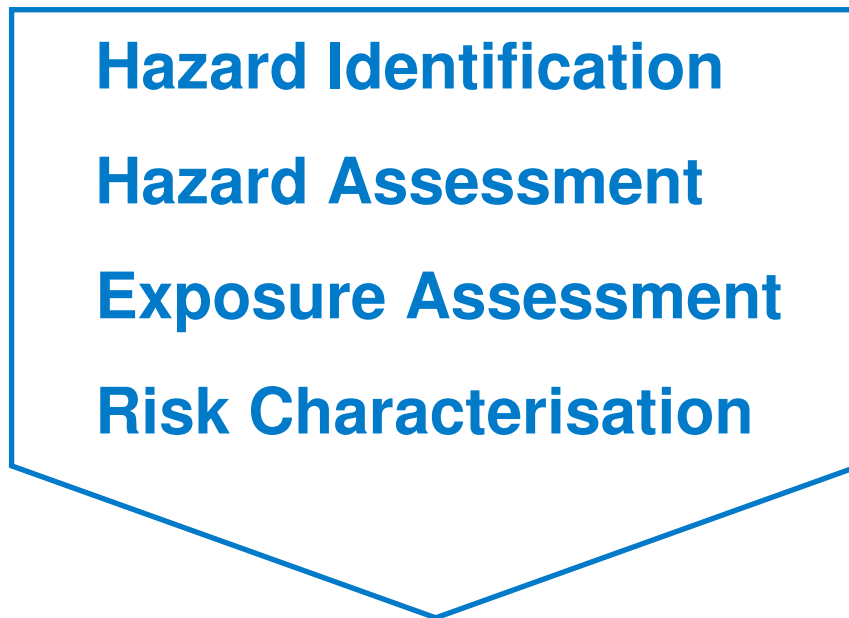 Hazard Identification
Hazard Assessment
Exposure Assessment
Risk Characterisation